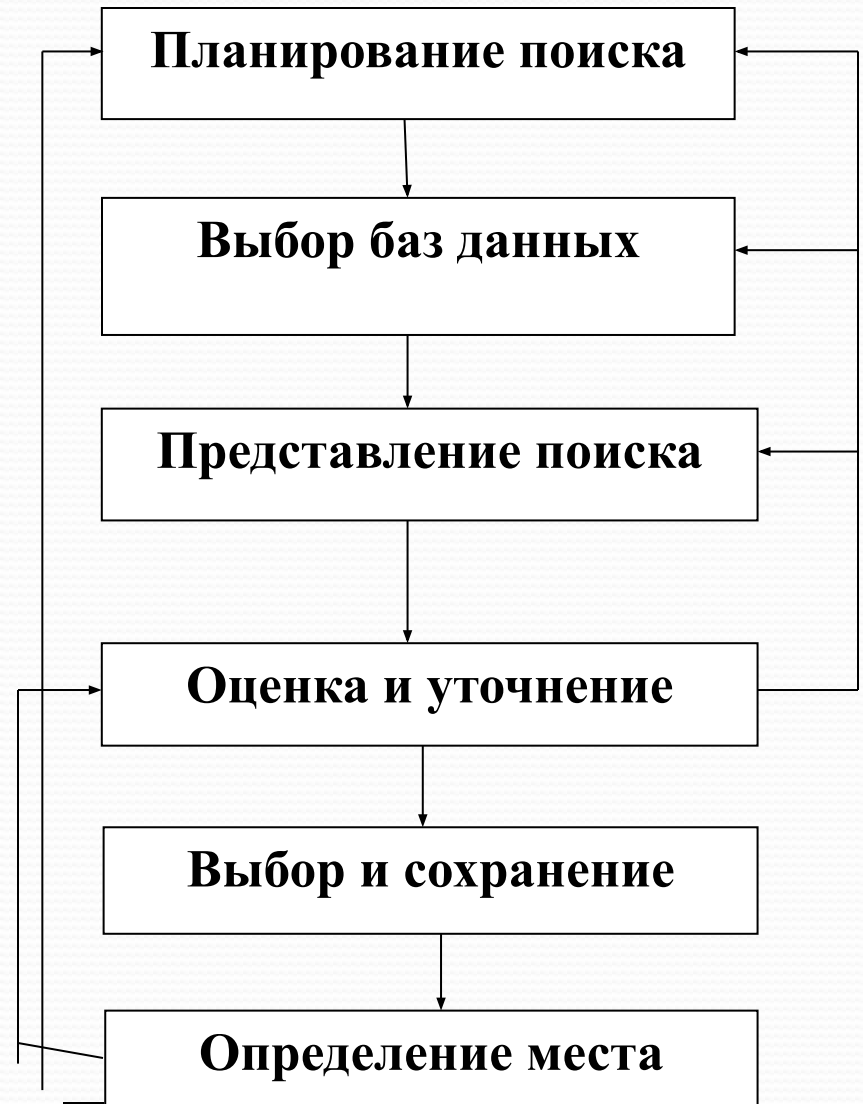 Планирование поиска
Выбор баз данных
Представление поиска
Оценка и уточнение
Выбор и сохранение
Определение места